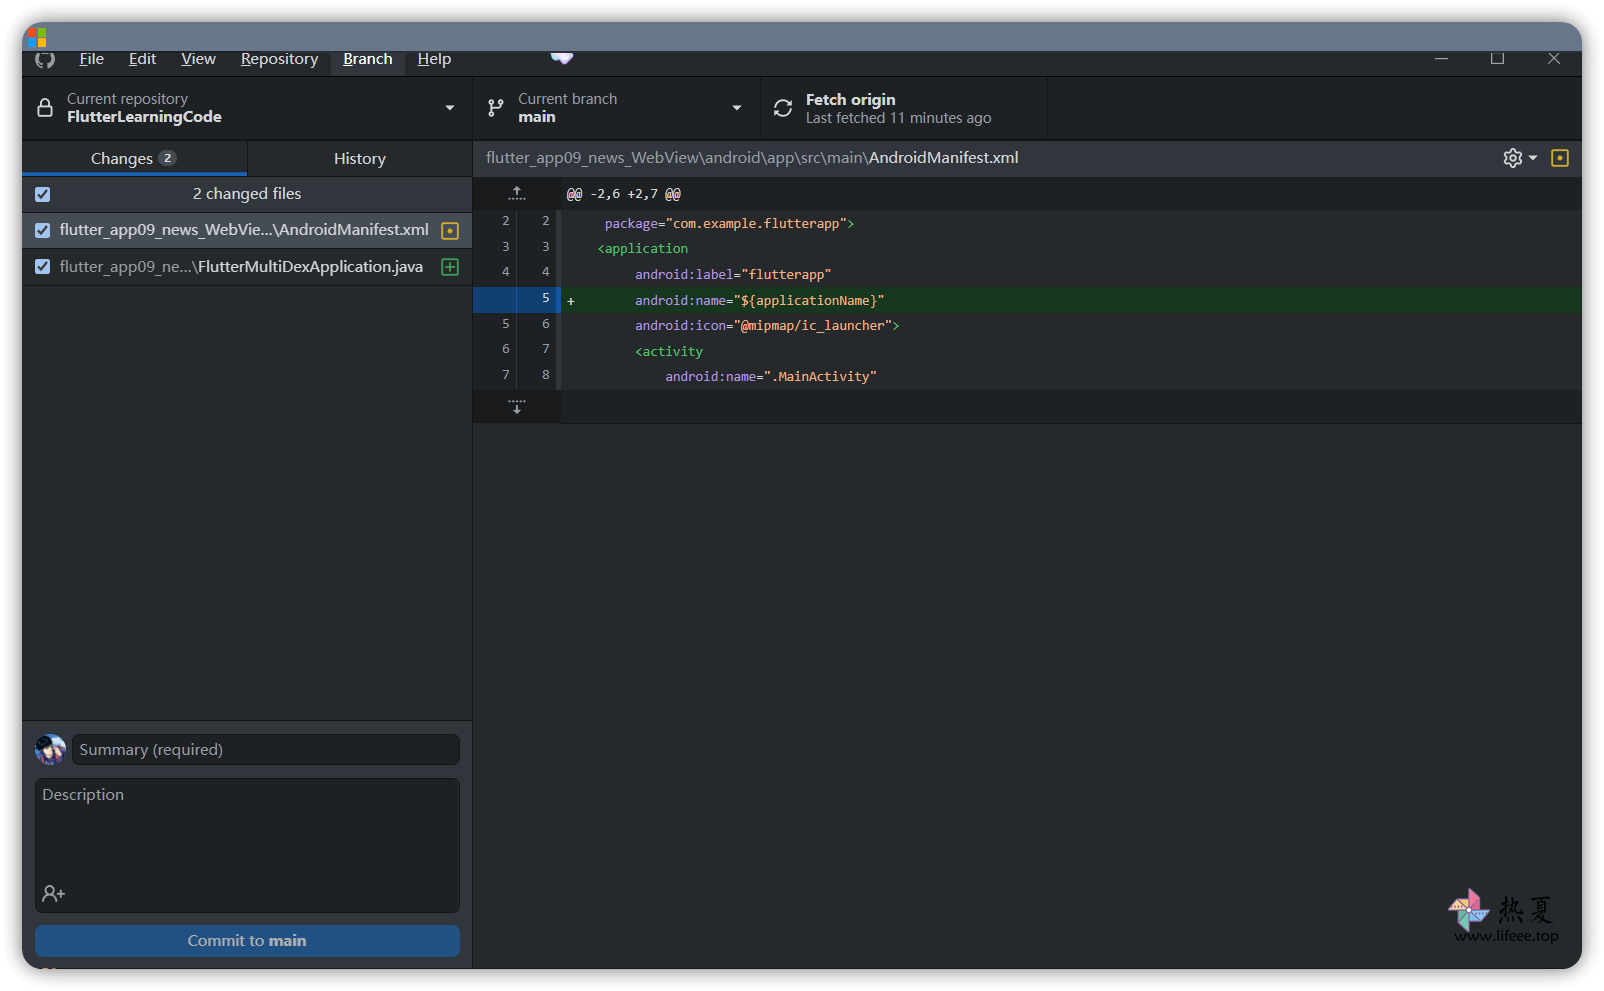 File Edit View Repository Branch Help
Current repository
FlutterLearningCode
Current branch
main
Fetch origin
Last fetched 11 minutes ago
Changes 2
History
2 changed files
flutter_app09_news_WebVie...\AndroidManifest.xml
flutter_app09_ne...\FlutterMultiDexApplication.java
flutter_app09_news_WebView\android\app\src\main\AndroidManifest.xml
@@ -2,6 +2,7 @@
2 2 package="com.example.flutterapp">
3 3 <application
4 4 android:label="flutterapp"
5 + android:name="${applicationName}"
5 6 android:icon="@mipmap/ic_launcher">
6 7 <activity
7 8 android:name=".MainActivity"
Summary (required)
Description
Commit to main
热夏
www.lifeee.top